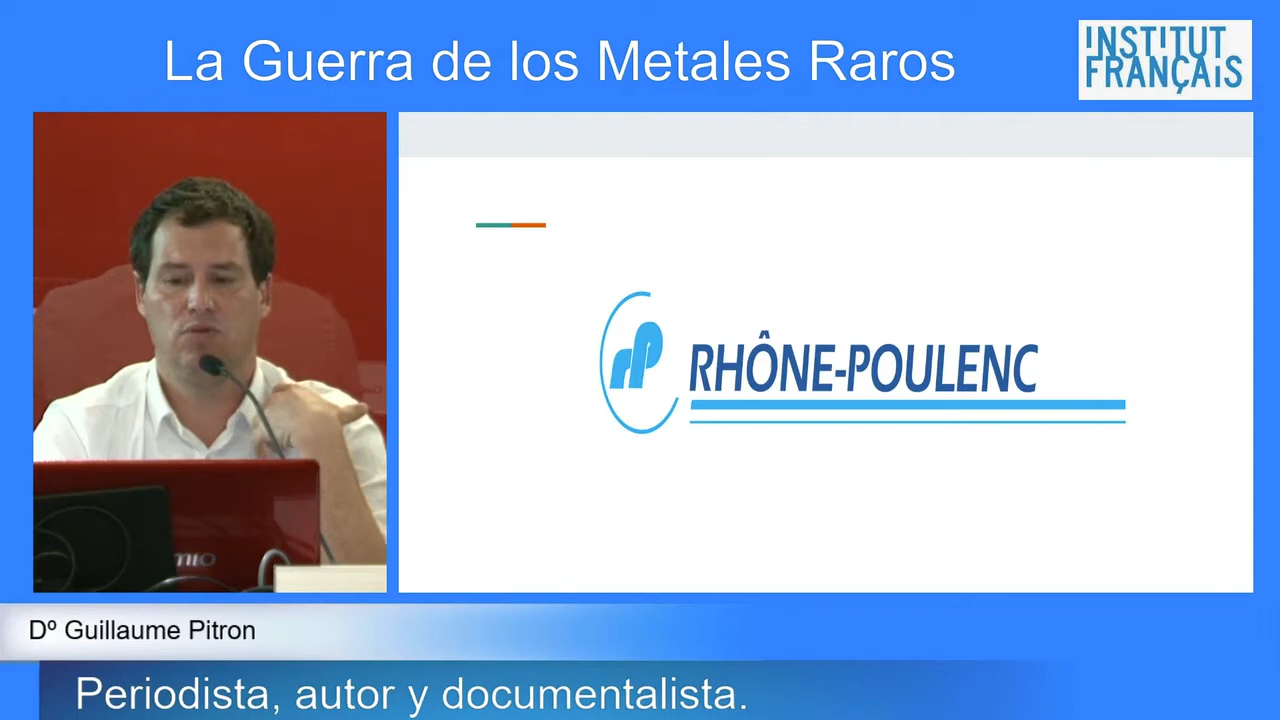 La Guerra de los Metales Raros
INSTITUT
FRANÇAIS
RHÔNE-POULENC
Dº Guillaume Pitron
Periodista, autor y documentalista.